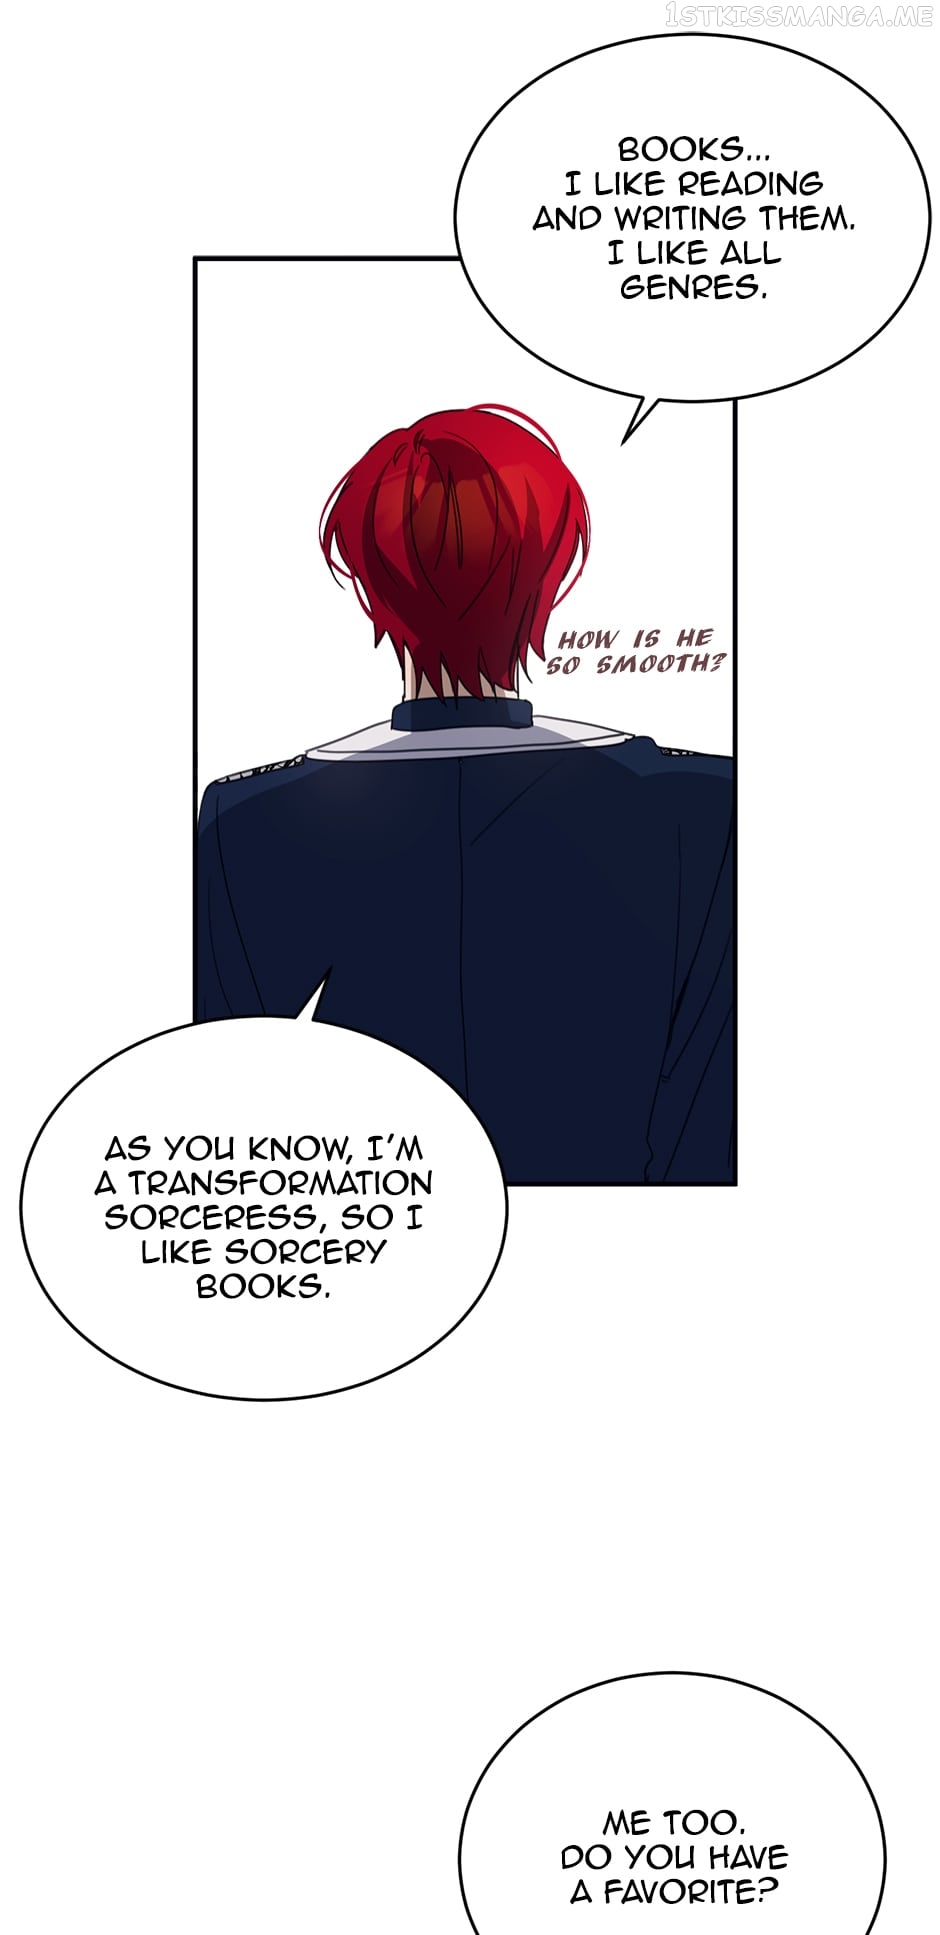 1STKISSMANGA.ME
BOOKS...
I LIKE READING
AND WRITING THEM.
I LIKE ALL
GENRES.
HOW IS HE
SO SMOOTH?
AS YOU KNOW, I'M
A TRANSFORMATION
SORCERESS, SO I
LIKE SORCERY
BOOKS.
ME TOO.
DO YOU HAVE
A FAVORITE?